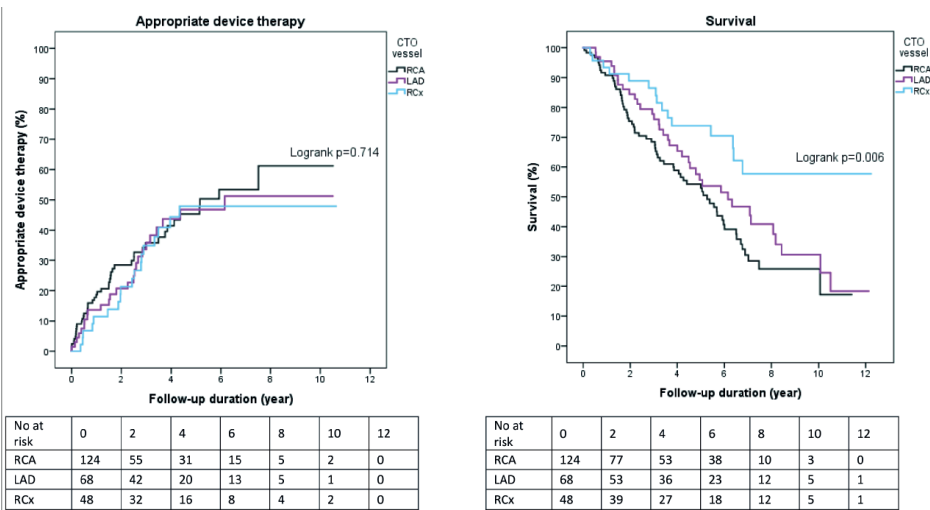 Appropriate device therapy
CTO
vessel
RCA
LAD
RCx
100
90
80
70
60
50
40
30
20
10
0
Appropriate device therapy (%)
Logrank p=0.714
0 2 4 6 8 10 12
Follow-up duration (year)
No at risk 0 2 4 6 8 10 12
RCA 124 55 31 15 5 2 0
LAD 68 42 20 13 5 1 0
RCx 48 32 16 8 4 2 0
Survival
CTO
vessel
RCA
LAD
RCx
100
90
80
70
60
50
40
30
20
10
0
Survival (%)
Logrank p=0.006
0 2 4 6 8 10 12
Follow-up duration (year)
No at risk 0 2 4 6 8 10 12
RCA 124 77 53 38 10 3 0
LAD 68 53 36 23 12 5 1
RCx 48 39 27 18 12 5 1